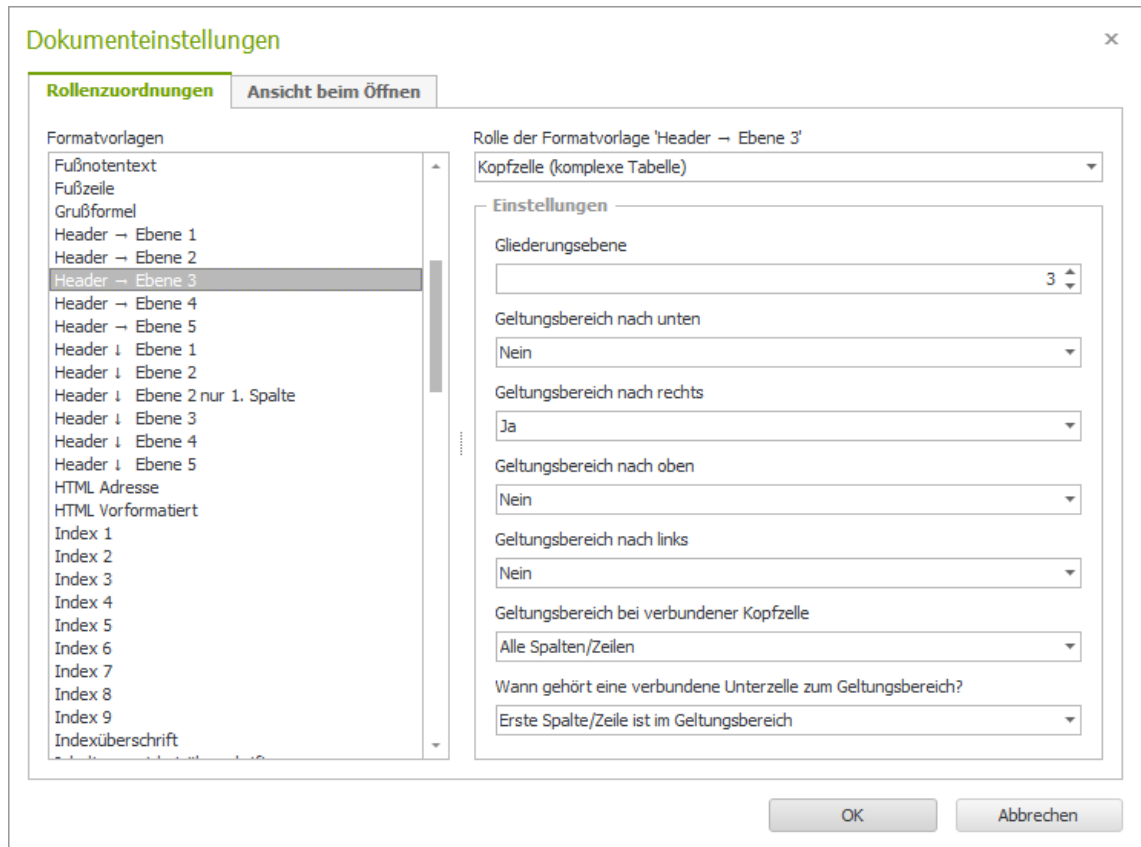 Dokumenteinstellungen
Rollenzuordnungen
Ansicht beim Öffnen
Formatvorlagen
Fußnotentext
Fußzeile
Grußformel
Header → Ebene 1
Header → Ebene 2
Header → Ebene 3
Header → Ebene 4
Header → Ebene 5
Header ↓ Ebene 1
Header ↓ Ebene 2
Header ↓ Ebene 2 nur 1. Spalte
Header ↓ Ebene 3
Header ↓ Ebene 4
Header ↓ Ebene 5
HTML Adresse
HTML Vorformatiert
Index 1
Index 2
Index 3
Index 4
Index 5
Index 6
Index 7
Index 8
Index 9
Indexüberschrift
Rolle der Formatvorlage 'Header → Ebene 3'
Kopfzelle (komplexe Tabelle)
Einstellungen
Gliederungsebene
3
Geltungsbereich nach unten
Nein
Geltungsbereich nach rechts
Ja
Geltungsbereich nach oben
Nein
Geltungsbereich nach links
Nein
Geltungsbereich bei verbundener Kopfzelle
Alle Spalten/Zeilen
Wann gehört eine verbundene Unterzelle zum Geltungsbereich?
Erste Spalte/Zeile ist im Geltungsbereich
OK
Abbrechen